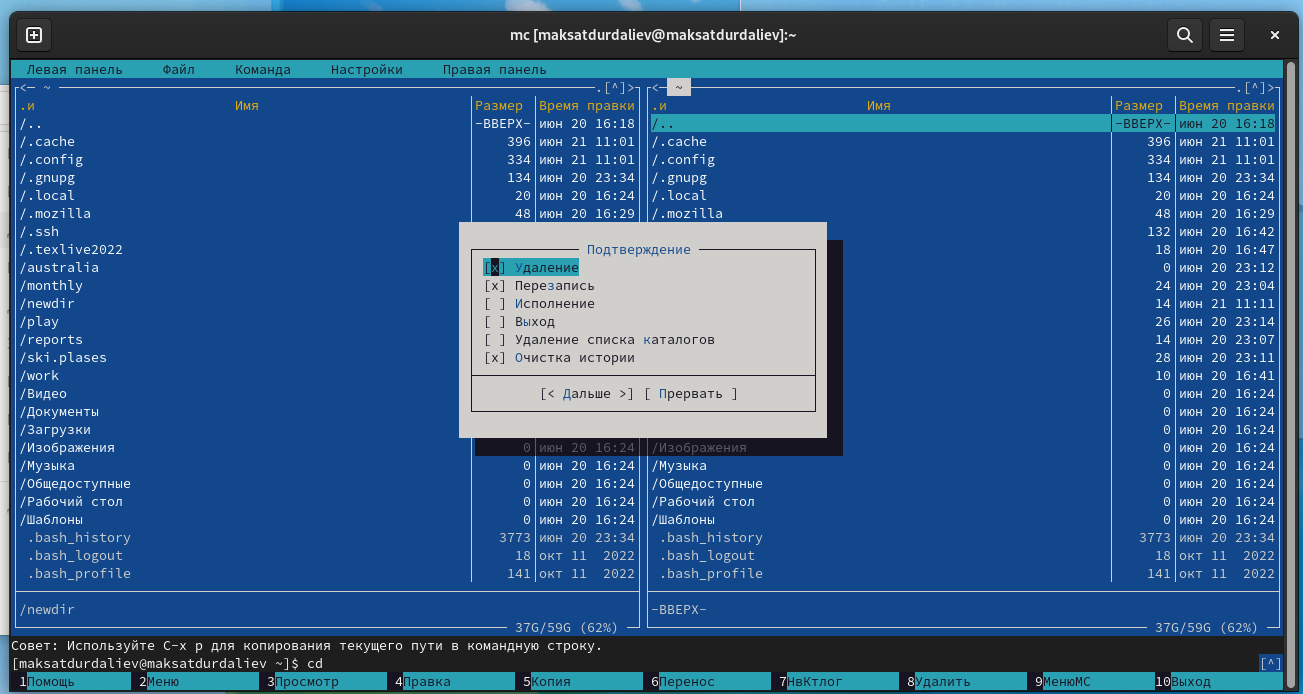 mc [maksatdurdaliev@maksatdurdaliev]:~
Левая панель Файл Команда Настройки Правая панель
<— ~ .[^]> <— ~ .[^]>
.и Имя Размер Время правки .и Имя Размер Время правки
/.. -ВВЕРХ- июн 20 16:18 /.. -ВВЕРХ- июн 20 16:18
/.cache 396 июн 21 11:01 /.cache 396 июн 21 11:01
/.config 334 июн 21 11:01 /.config 334 июн 21 11:01
/.gnupg 134 июн 20 23:34 /.gnupg 134 июн 20 23:34
/.local 20 июн 20 16:24 /.local 20 июн 20 16:24
/.mozilla 48 июн 20 16:29 /.mozilla 48 июн 20 16:29
/.ssh 132 июн 20 16:42
/.texlive2022 Подтверждение 18 июн 20 16:47
/australia [x] Удаление 0 июн 20 23:12
/monthly [x] Перезапись 24 июн 20 23:04
/newdir [ ] Исполнение 14 июн 21 11:11
/play [ ] Выход 26 июн 20 23:14
/reports [ ] Удаление списка каталогов 14 июн 20 23:07
/ski.plases [x] Очистка истории 28 июн 20 23:11
/work 10 июн 20 16:41
/Видео [< Дальше >] [ Прервать ] 0 июн 20 16:24
/Документы 0 июн 20 16:24
/Загрузки 0 июн 20 16:24
/Изображения 0 июн 20 16:24 /Изображения 0 июн 20 16:24
/Музыка 0 июн 20 16:24 /Музыка 0 июн 20 16:24
/Общедоступные 0 июн 20 16:24 /Общедоступные 0 июн 20 16:24
/Рабочий стол 0 июн 20 16:24 /Рабочий стол 0 июн 20 16:24
/Шаблоны 0 июн 20 16:24 /Шаблоны 0 июн 20 16:24
.bash_history 3773 июн 20 23:34 .bash_history 3773 июн 20 23:34
.bash_logout 18 окт 11 2022 .bash_logout 18 окт 11 2022
.bash_profile 141 окт 11 2022 .bash_profile 141 окт 11 2022
/newdir -ВВЕРХ-
37G/59G (62%) 37G/59G (62%)
Совет: Используйте C-x p для копирования текущего пути в командную строку.
[maksatdurdaliev@maksatdurdaliev ~]$ cd [^]
1Помощь 2Меню 3Просмотр 4Правка 5Копия 6Перенос 7НвКтлог 8Удалить 9МенюMC 10Выход